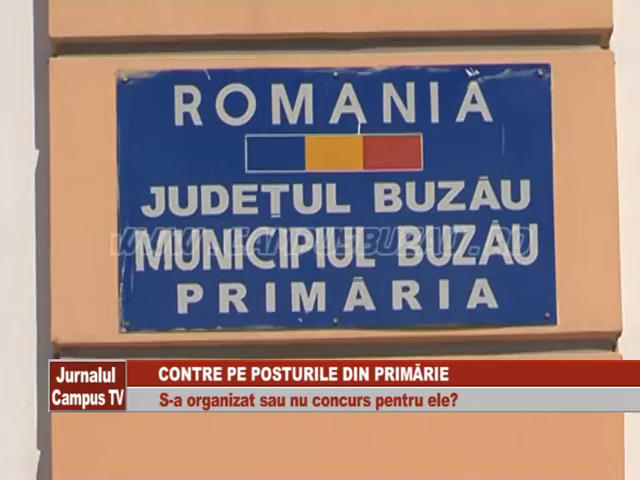 ROMANIA
JUDEȚUL BUZĂU
MUNICIPIUL BUZĂU
PRIMĂRIA
Jurnalul
Campus TV
CONTRE PE POSTURILE DIN PRIMĂRIE
S-a organizat sau nu concurs pentru ele?